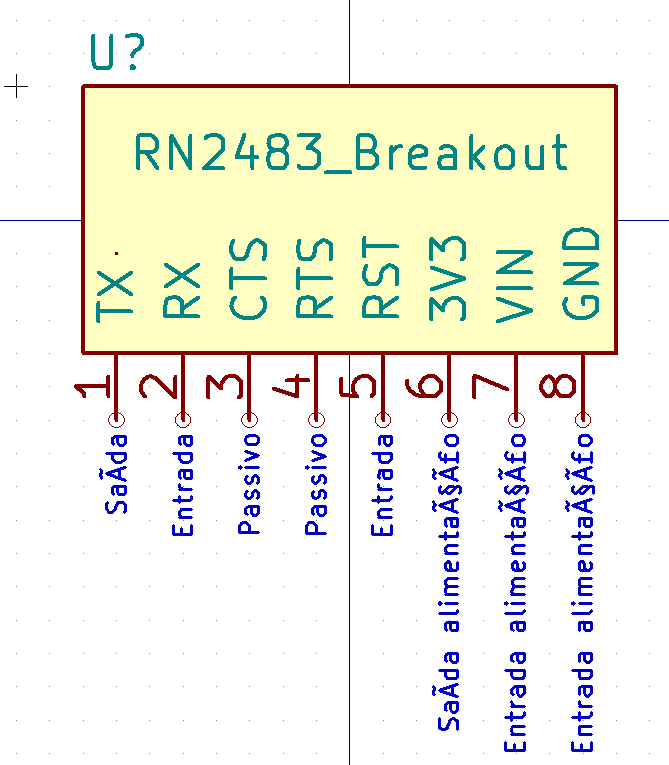 U?
RN2483_Breakout
TX
RX
CTS
RTS
RST
3V3
VIN
GND
1
2
3
4
5
6
7
8
SaÃda
Entrada
Passivo
Passivo
Entrada
SaÃda alimentaÃ§Ã£o
Entrada alimentaÃ§Ã£o
Entrada alimentaÃ§Ã£o